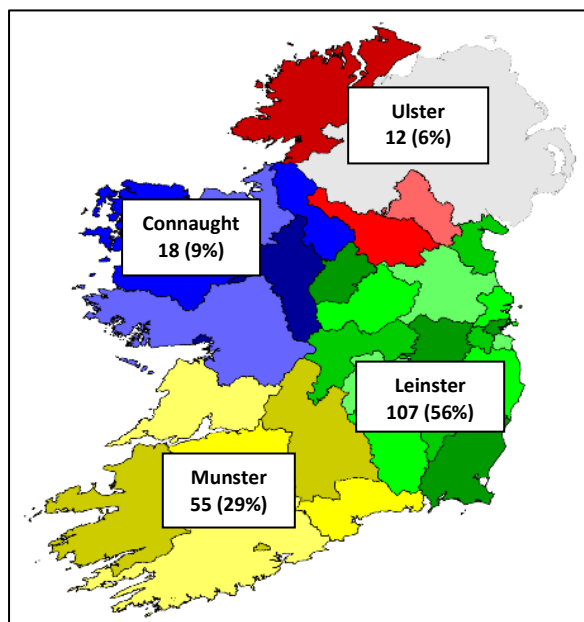 Ulster
12 (6%)
Connaught
18 (9%)
Leinster
107 (56%)
Munster
55 (29%)